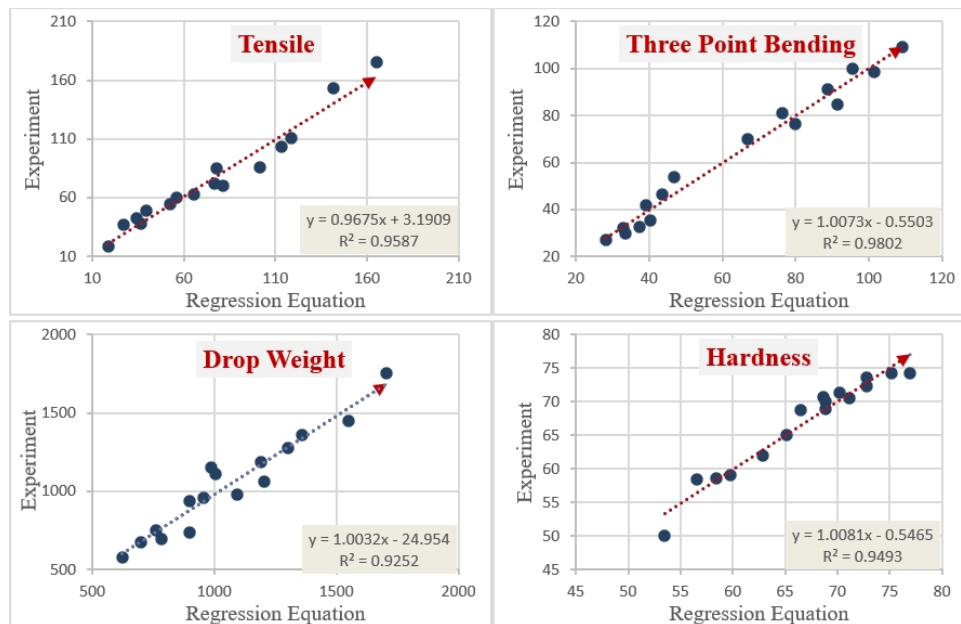 Tensile
210
160
110
60
10
10 60 110 160 210
Experiment
Regression Equation
y = 0.9675x + 3.1909
R² = 0.9587
Three Point Bending
120
100
80
60
40
20
20 40 60 80 100 120
Experiment
Regression Equation
y = 1.0073x - 0.5503
R² = 0.9802
Drop Weight
2000
1500
1000
500
500 1000 1500 2000
Experiment
Regression Equation
y = 1.0032x - 24.954
R² = 0.9252
Hardness
80
75
70
65
60
55
50
45
45 50 55 60 65 70 75 80
Experiment
Regression Equation
y = 1.0081x - 0.5465
R² = 0.9493